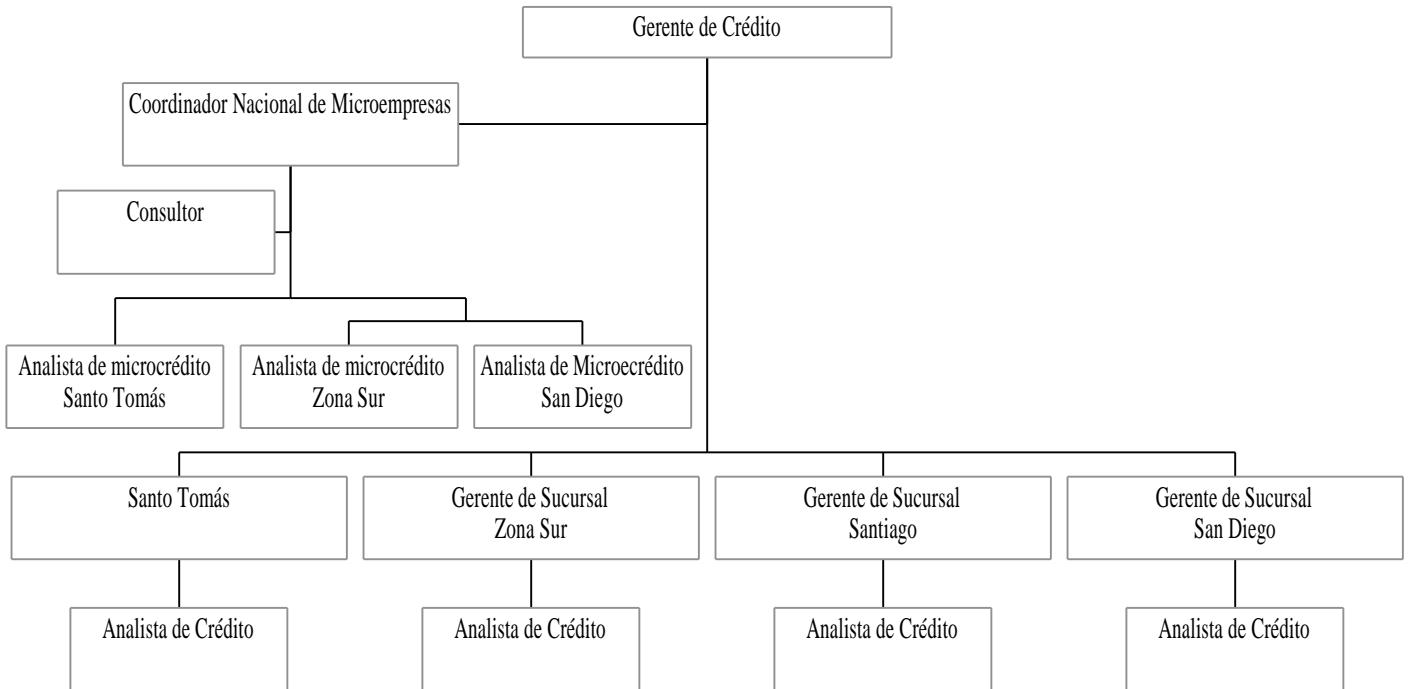 Gerente de Crédito
Coordinador Nacional de Microempresas
Consultor
Analista de microcrédito
Santo Tomás
Analista de microcrédito
Zona Sur
Analista de Microecrédito
San Diego
Santo Tomás
Gerente de Sucursal
Zona Sur
Gerente de Sucursal
Santiago
Gerente de Sucursal
San Diego
Analista de Crédito
Analista de Crédito
Analista de Crédito
Analista de Crédito